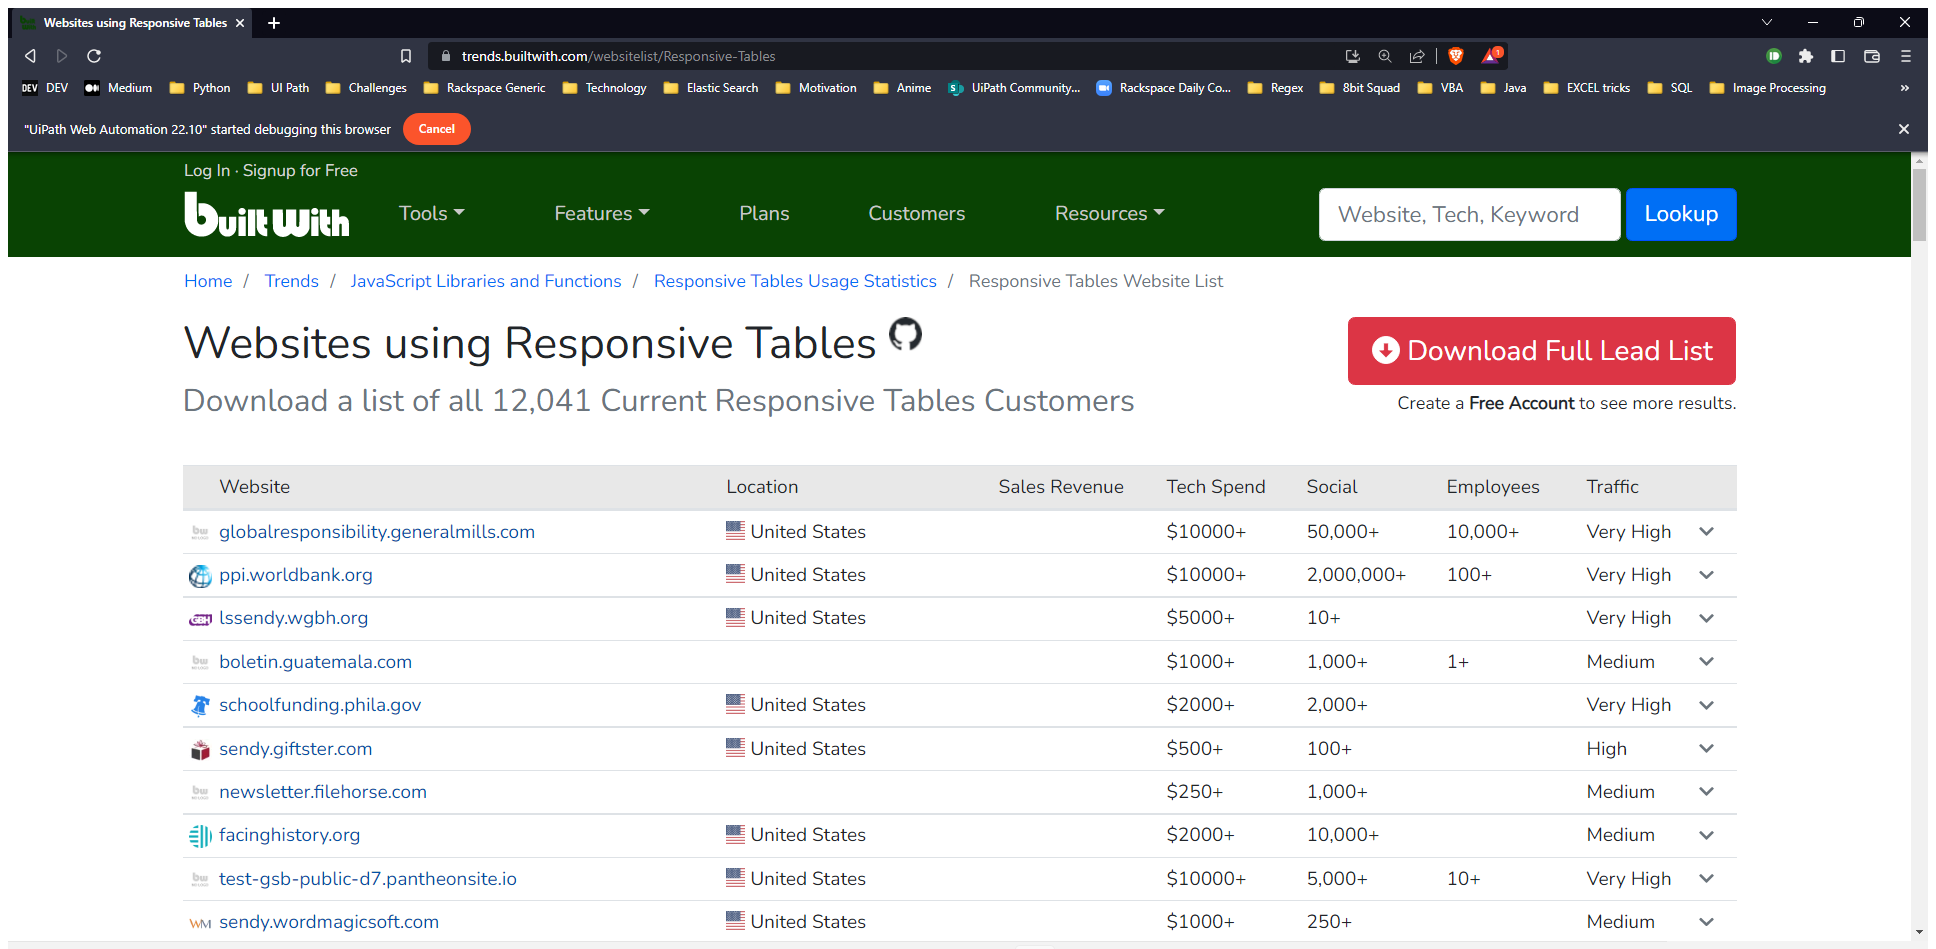 Websites using Responsive Tables
trends.builtwith.com/websitelist/Responsive-Tables
1
DEV DEV Medium Python UI Path Challenges Rackspace Generic Technology Elastic Search Motivation Anime UiPath Community... Rackspace Daily Co... Regex 8bit Squad VBA Java EXCEL tricks SQL Image Processing »
"UiPath Web Automation 22.10" started debugging this browser Cancel
Log In · Signup for Free
built with Tools Features Plans Customers Resources Website, Tech, Keyword Lookup
Home / Trends / JavaScript Libraries and Functions / Responsive Tables Usage Statistics / Responsive Tables Website List
Websites using Responsive Tables
Download Full Lead List
Download a list of all 12,041 Current Responsive Tables Customers
Create a Free Account to see more results.
Website Location Sales Revenue Tech Spend Social Employees Traffic
globalresponsibility.generalmills.com United States $10000+ 50,000+ 10,000+ Very High
ppi.worldbank.org United States $10000+ 2,000,000+ 100+ Very High
GBH lssendy.wgbh.org United States $5000+ 10+ Very High
boletin.guatemala.com $1000+ 1,000+ 1+ Medium
schoolfunding.phila.gov United States $2000+ 2,000+ Very High
sendy.giftster.com United States $500+ 100+ High
newsletter.filehorse.com $250+ 1,000+ Medium
facinghistory.org United States $2000+ 10,000+ Medium
test-gsb-public-d7.pantheonsite.io United States $10000+ 5,000+ 10+ Very High
WM sendy.wordmagicsoft.com United States $1000+ 250+ Medium